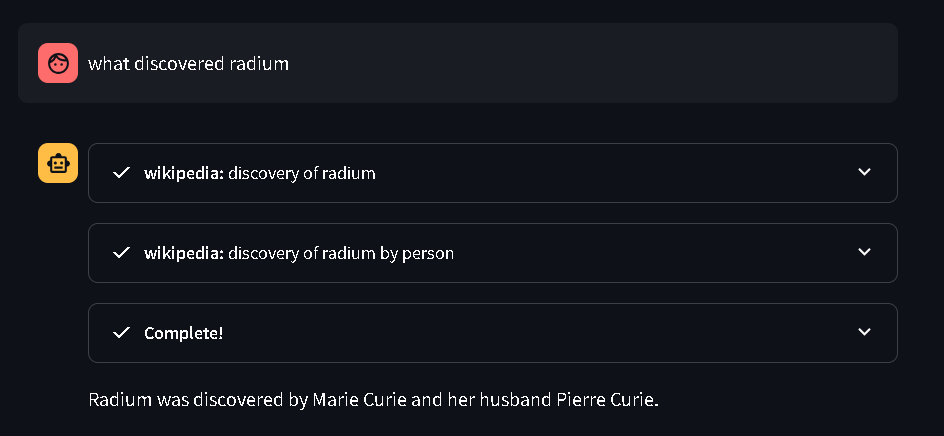 what discovered radium
wikipedia: discovery of radium
wikipedia: discovery of radium by person
Complete!
Radium was discovered by Marie Curie and her husband Pierre Curie.